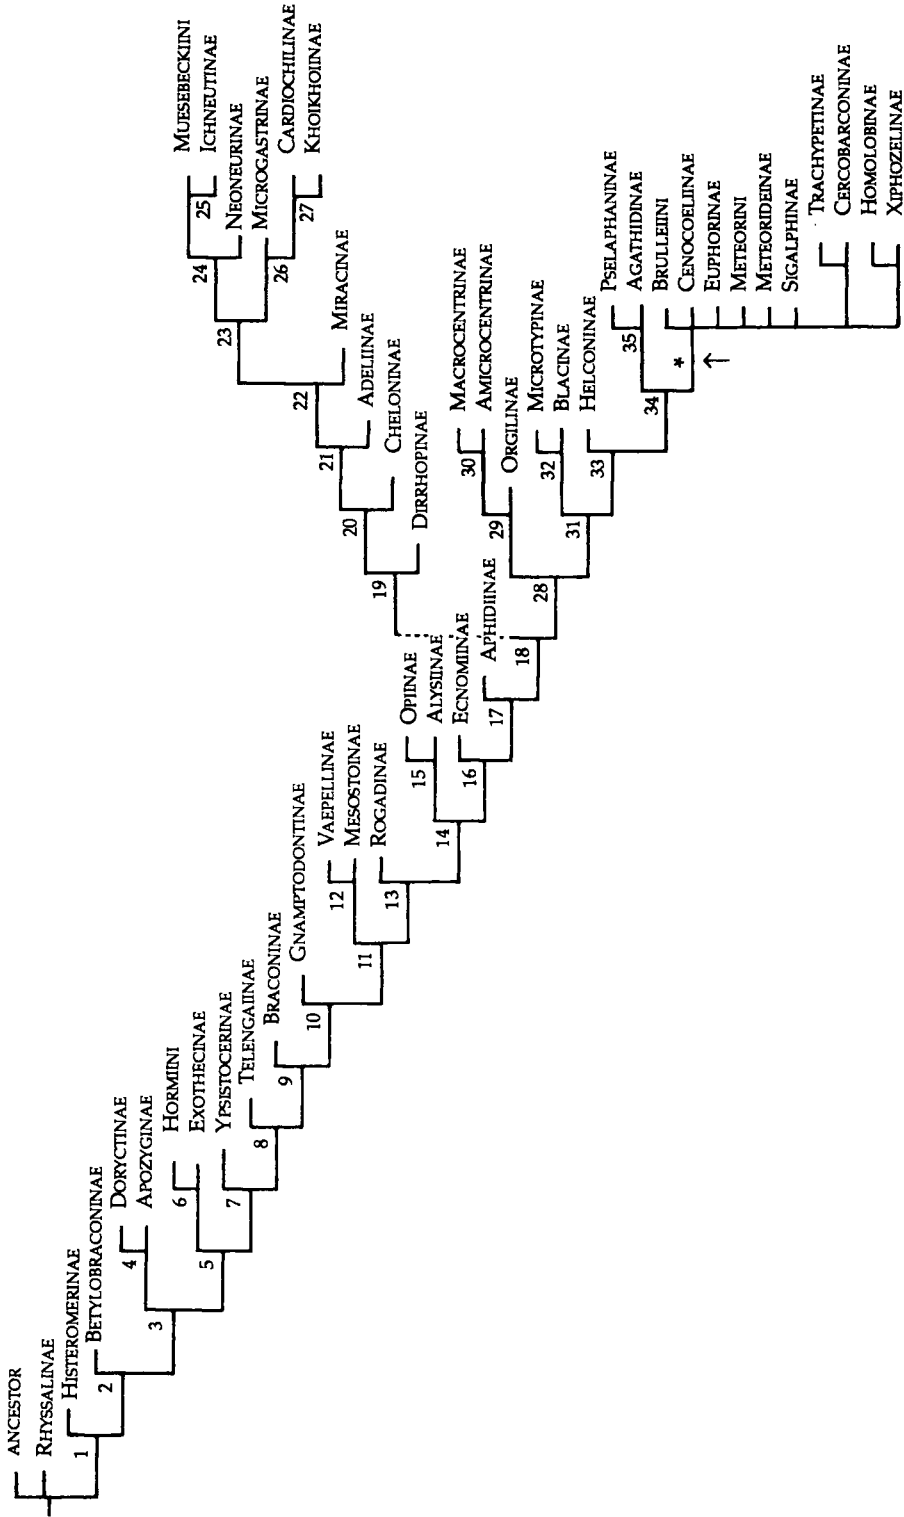 ANCESTOR
RHYSSALINAE
1
HISTEROMERINAE
2
BETYLOBRACONINAE
3
4
DORYCTINAE
APOZYGINAE
5
6
HORMIINI
EXOTHECINAE
7
YPSISTOCERINAE
8
TELENGAIINAE
9
BRACONINAE
10
GNAMPTODONTINAE
11
12
VAEPELLINAE
MESOSTOINAE
13
ROGADINAE
14
15
OPIINAE
ALYSIINAE
16
ECNOMIINAE
17
APHIDIINAE
18
19
DIRRHOPINAE
20
CHELONINAE
21
ADELIINAE
22
MIRACINAE
23
24
25
MUESEBECKIINI
ICHNEUTINAE
NEONEURINAE
MICROGASTRINAE
26
27
CARDIOCHILINAE
KHOIKHOIINAE
28
29
30
MACROCENTRINAE
AMICROCENTRINAE
ORGILINAE
31
32
MICROTYPINAE
BLACINAE
33
HELCONINAE
34
35
PSELAPHANINAE
AGATHIDINAE
*
BRULLEIINI
CENOCOELIINAE
EUPHORINAE
METEORINI
METEORIDEINAE
SIGALPHINAE
TRACHYPETINAE
CERCOBARCONINAE
HOMOLOBINAE
XIPHOZELINAE